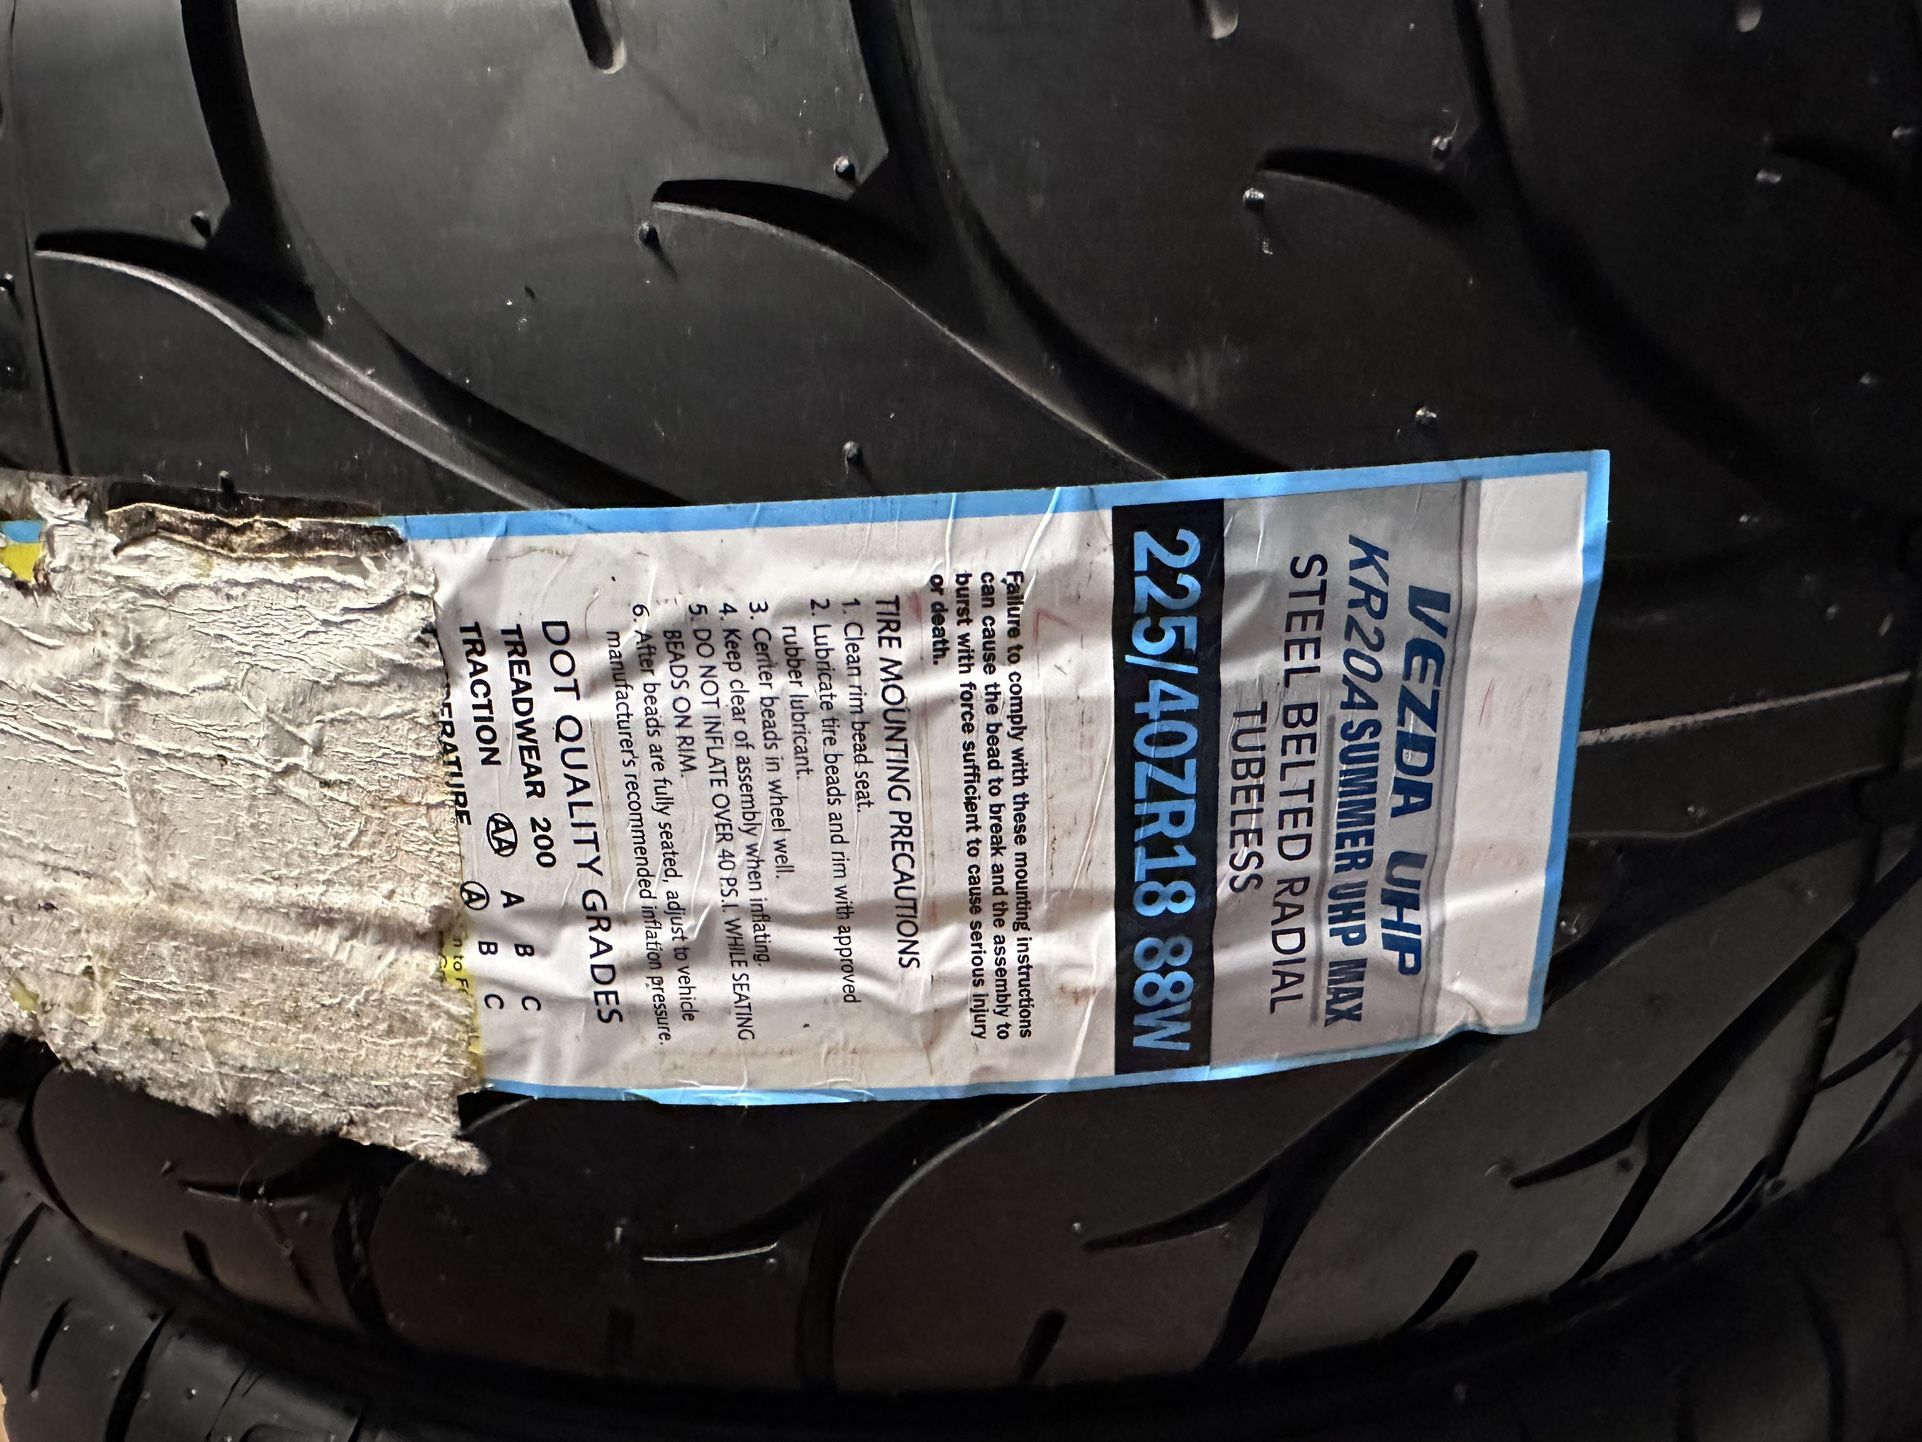 VEZDA UHP
KR20A SUMMER UHP MAX
STEEL BELTED RADIAL
TUBELESS
225/40ZR18 88W
Failure to comply with these mounting instructions
can cause the bead to break and the assembly to
burst with force sufficient to cause serious injury
or death.
TIRE MOUNTING PRECAUTIONS
1. Clean rim bead seat.
2. Lubricate tire beads and rim with approved
rubber lubricant.
3. Center beads in wheel well.
4. Keep clear of assembly when inflating.
5. DO NOT INFLATE OVER 40 P.S.I. WHILE SEATING
BEADS ON RIM.
6. After beads are fully seated, adjust to vehicle
manufacturer's recommended inflation pressure.
DOT QUALITY GRADES
TREADWEAR 200
TRACTION AA A B C
PERATURE A B C
to